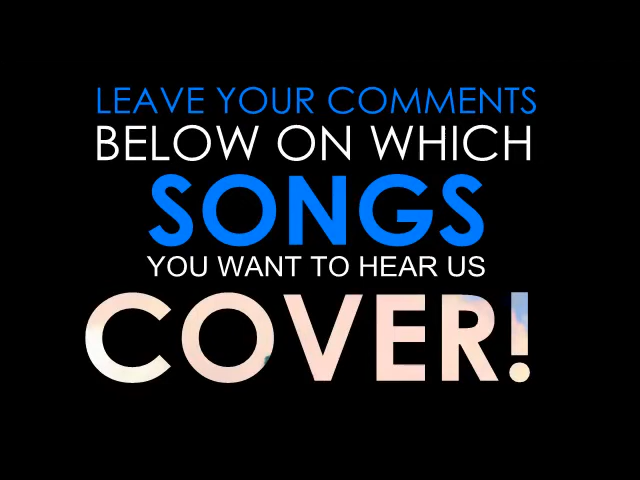 LEAVE YOUR COMMENTS
BELOW ON WHICH
SONGS
YOU WANT TO HEAR US
COVER!